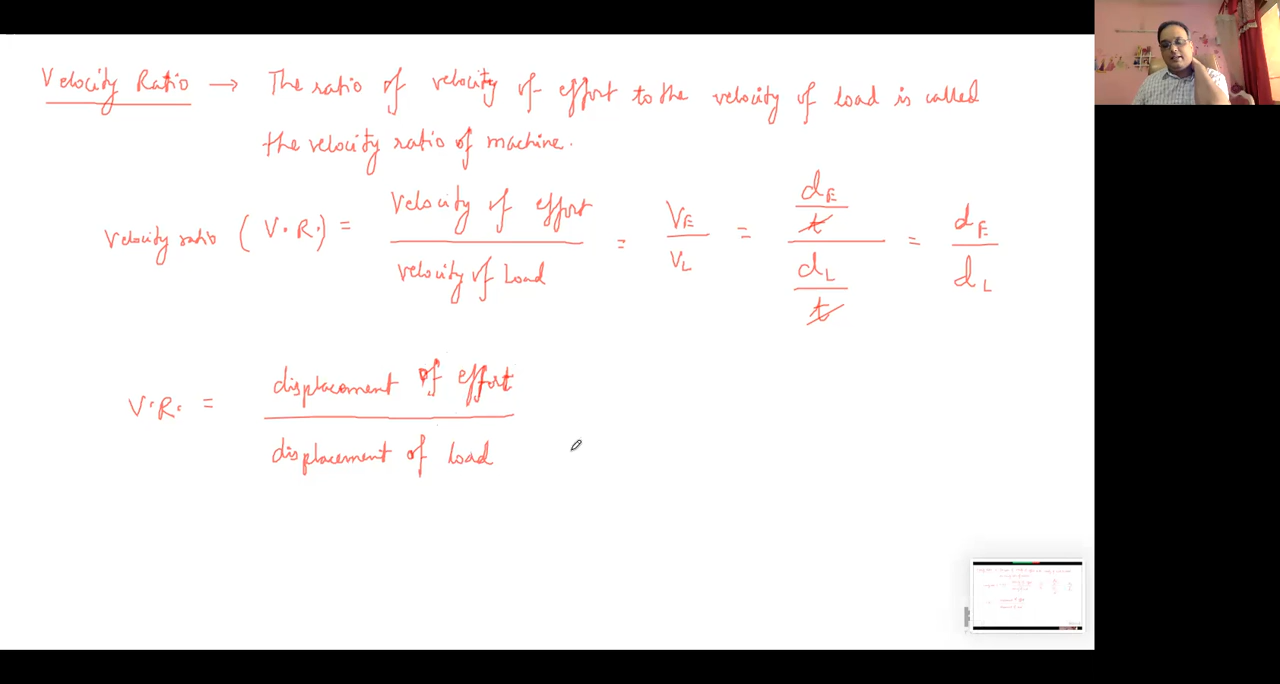 Velocity Ratio → The ratio of velocity of effort to the velocity of load is called
the velocity ratio of machine.
Velocity ratio (V.R.) = Velocity of effort / velocity of Load = VE / VL = dE / t / dL / t = dE / dL
V.R. = displacement of effort / displacement of load